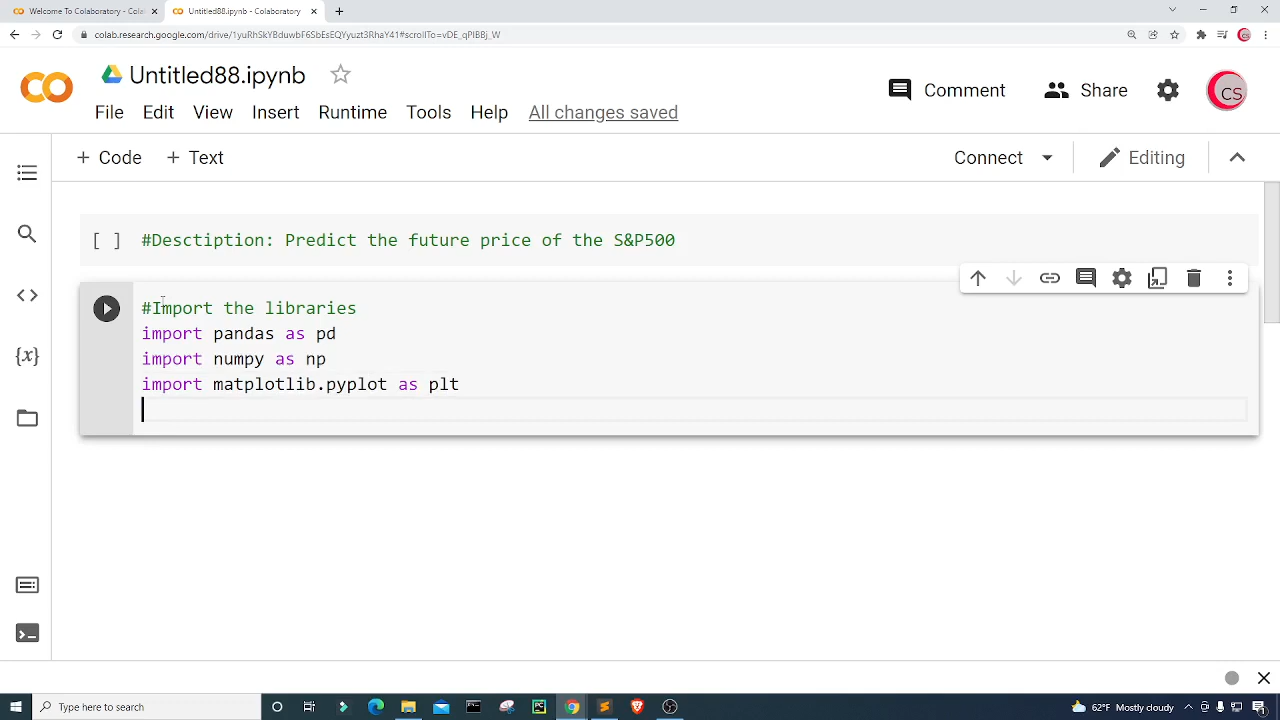 Welcome To Colaboratory - Colab
Untitled88.ipynb - Colaboratory
colab.research.google.com/drive/1yuRhSkYBduwbF6SbEsEQYyuzt3RhaY41#scrollTo=vDE_qPIBBj_W
Untitled88.ipynb
Comment
Share
CS
File Edit View Insert Runtime Tools Help All changes saved
+ Code + Text
Connect
Editing
[ ] #Desctiption: Predict the future price of the S&P500
#Import the libraries
import pandas as pd
import numpy as np
import matplotlib.pyplot as plt
{x}
Type here to search
62°F Mostly cloudy